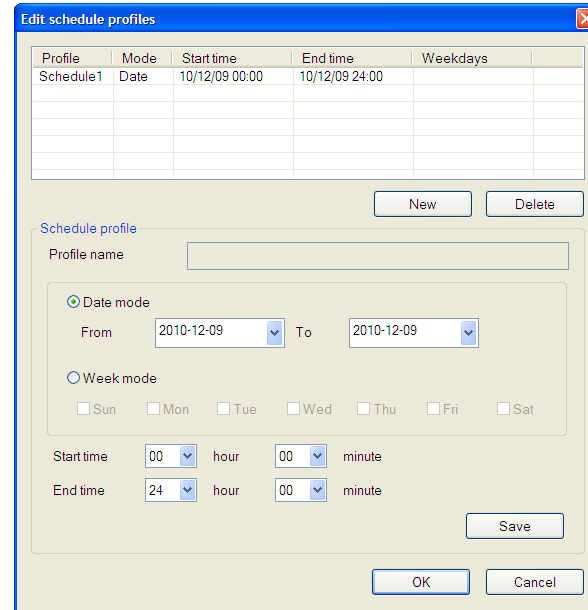 Edit schedule profiles
Profile Mode Start time End time Weekdays
Schedule1 Date 10/12/09 00:00 10/12/09 24:00
New Delete
Schedule profile
Profile name
Date mode
From 2010-12-09 To 2010-12-09
Week mode
Sun Mon Tue Wed Thu Fri Sat
Start time 00 hour 00 minute
End time 24 hour 00 minute
Save
OK Cancel